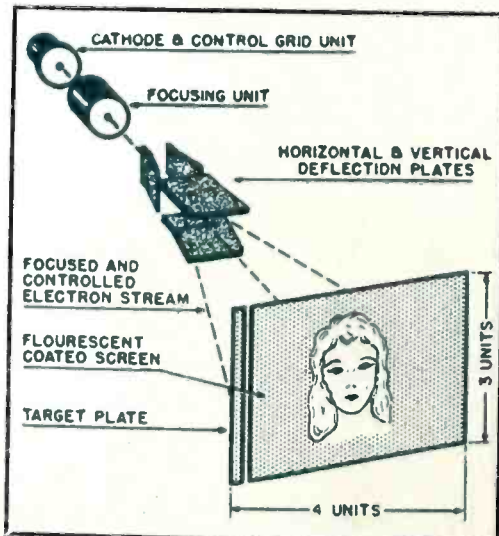 CATHODE & CONTROL GRID UNIT
FOCUSING UNIT
HORIZONTAL & VERTICAL
DEFLECTION PLATES
FOCUSED AND
CONTROLLED
ELECTRON STREAM
FLOURESCENT
COATED SCREEN
TARGET PLATE
3 UNITS
4 UNITS